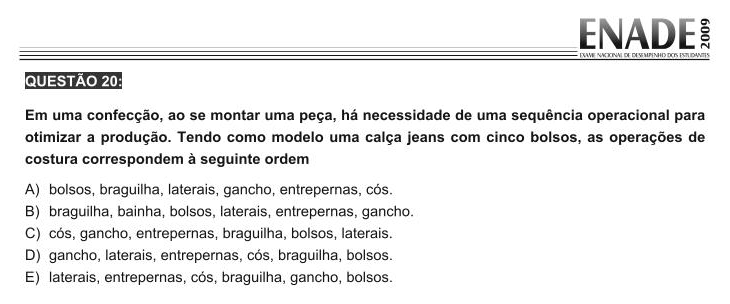 ENADE 2009
EXAME NACIONAL DE DESEMPENHO DOS ESTUDANTES
QUESTÃO 20:
Em uma confecção, ao se montar uma peça, há necessidade de uma sequência operacional para
otimizar a produção. Tendo como modelo uma calça jeans com cinco bolsos, as operações de
costura correspondem à seguinte ordem
A) bolsos, braguilha, laterais, gancho, entrepernas, cós.
B) braguilha, bainha, bolsos, laterais, entrepernas, gancho.
C) cós, gancho, entrepernas, braguilha, bolsos, laterais.
D) gancho, laterais, entrepernas, cós, braguilha, bolsos.
E) laterais, entrepernas, cós, braguilha, gancho, bolsos.